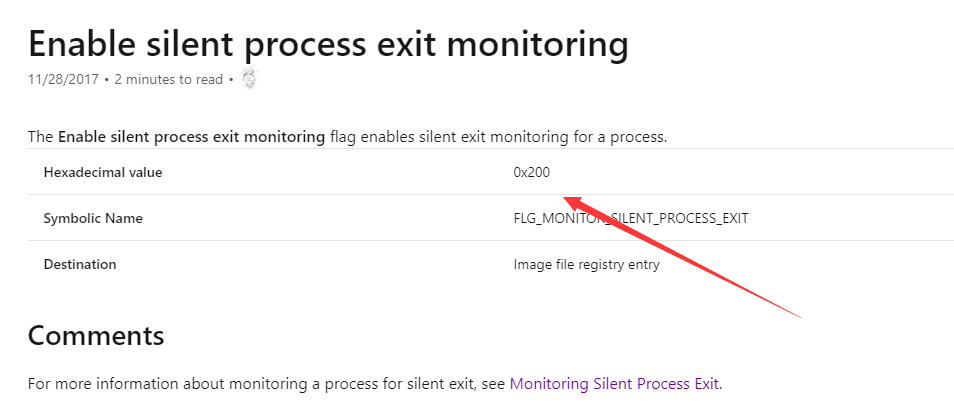 Enable silent process exit monitoring
11/28/2017 • 2 minutes to read •
The Enable silent process exit monitoring flag enables silent exit monitoring for a process.
Hexadecimal value 0x200
Symbolic Name FLG_MONITOR_SILENT_PROCESS_EXIT
Destination Image file registry entry
Comments
For more information about monitoring a process for silent exit, see Monitoring Silent Process Exit.